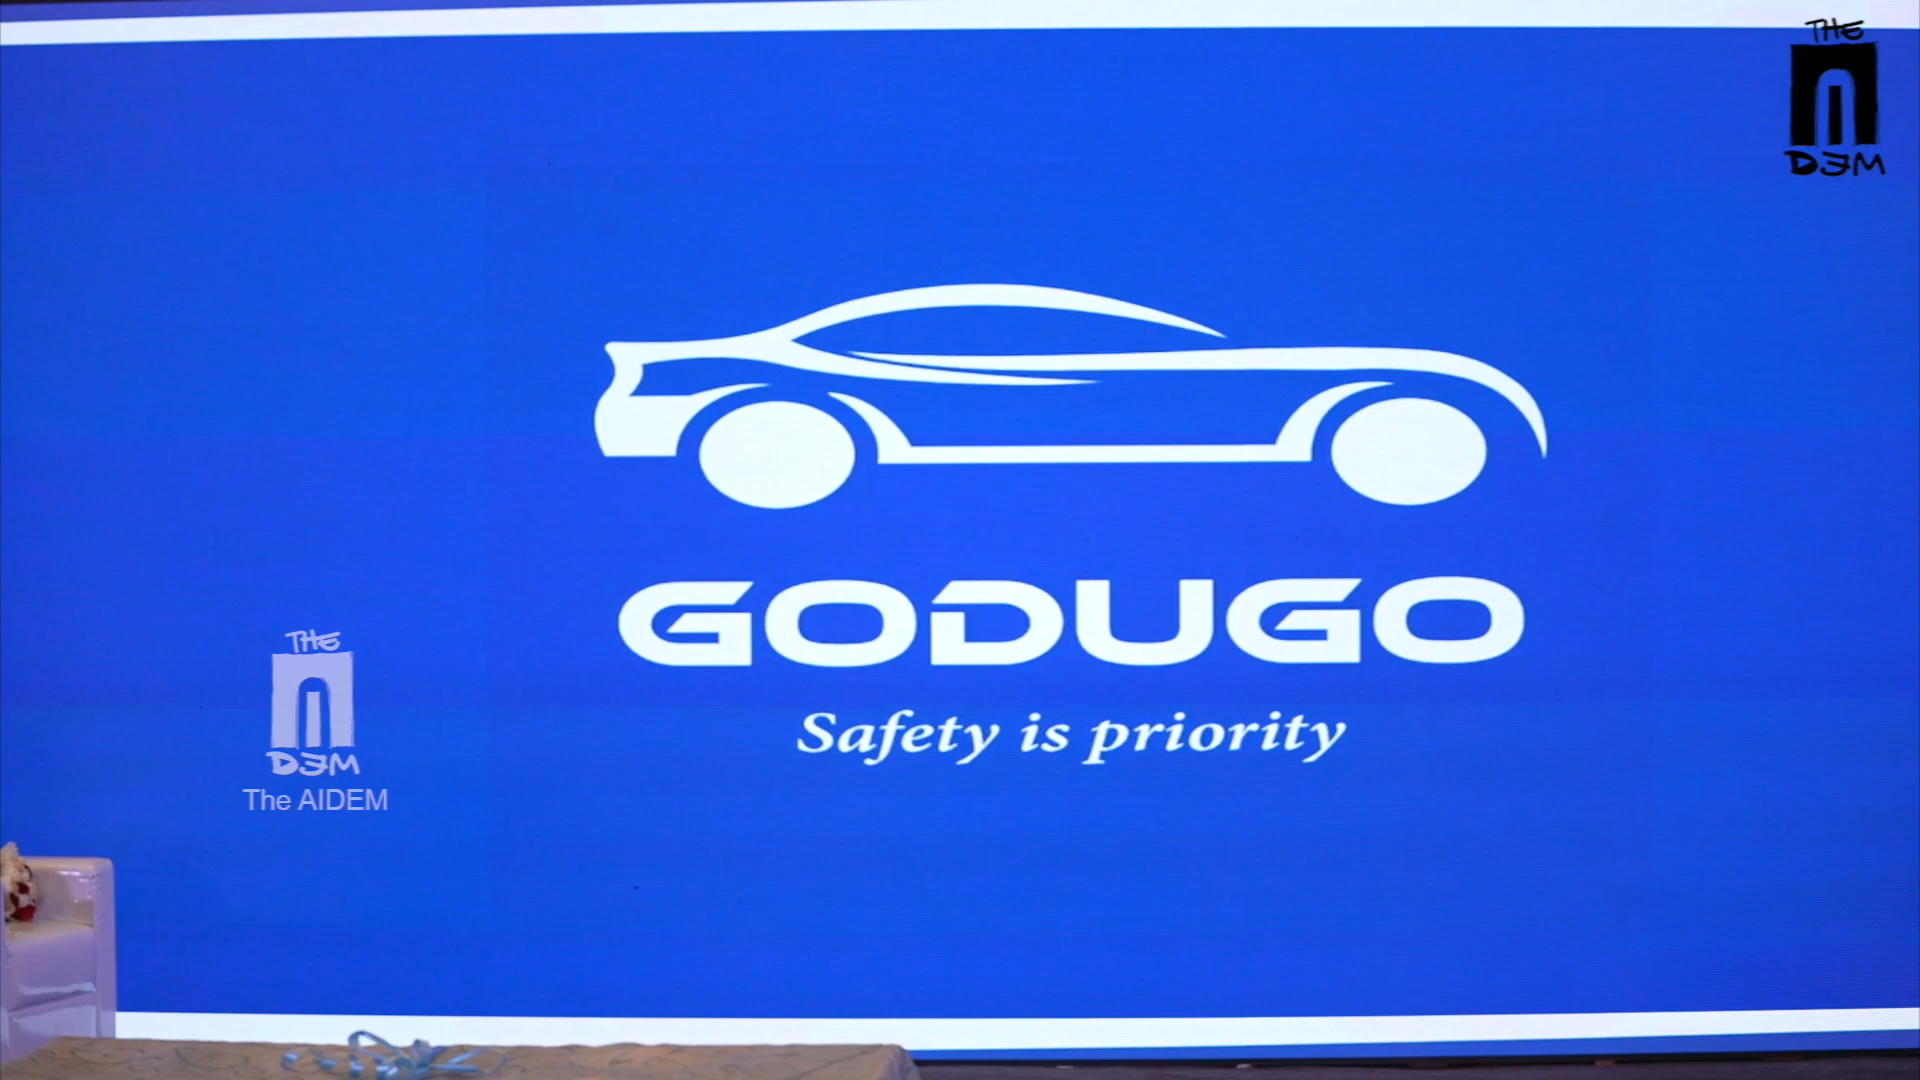 THE
DEM
GODUGO
Safety is priority
THE
DEM
The AIDEM